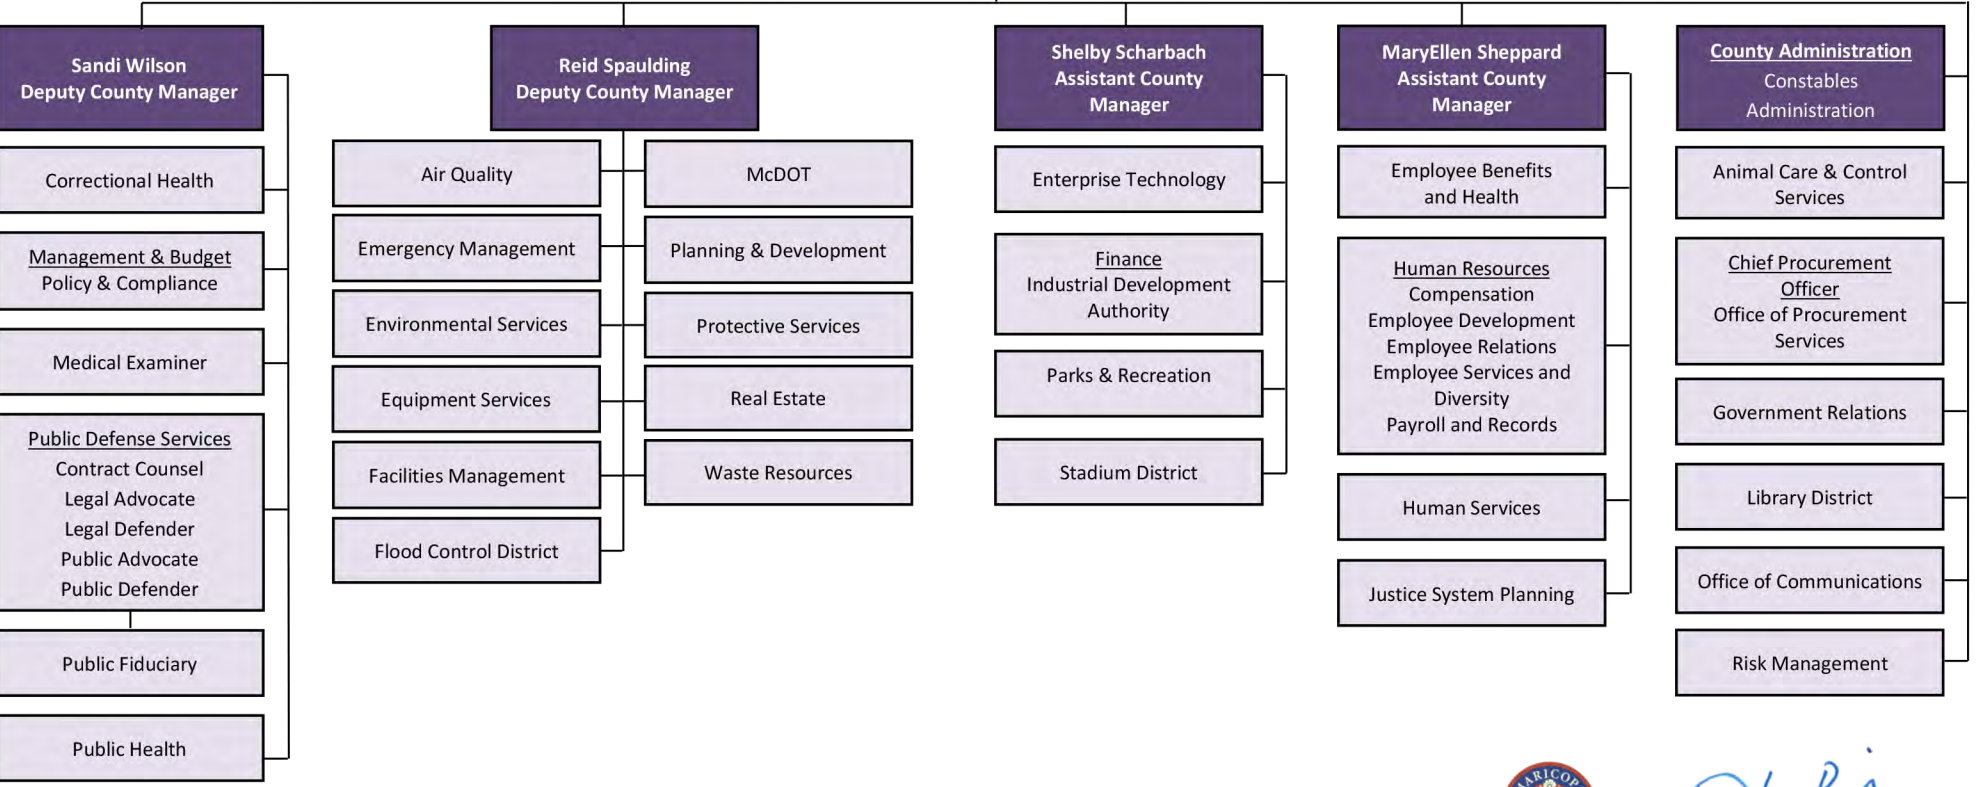 Sandi Wilson
Deputy County Manager
Correctional Health
Management & Budget
Policy & Compliance
Medical Examiner
Public Defense Services
Contract Counsel
Legal Advocate
Legal Defender
Public Advocate
Public Defender
Public Fiduciary
Public Health
Reid Spaulding
Deputy County Manager
Air Quality
Emergency Management
Environmental Services
Equipment Services
Facilities Management
Flood Control District
McDOT
Planning & Development
Protective Services
Real Estate
Waste Resources
Shelby Scharbach
Assistant County
Manager
Enterprise Technology
Finance
Industrial Development
Authority
Parks & Recreation
Stadium District
MaryEllen Sheppard
Assistant County
Manager
Employee Benefits
and Health
Human Resources
Compensation
Employee Development
Employee Relations
Employee Services and
Diversity
Payroll and Records
Human Services
Justice System Planning
County Administration
Constables
Administration
Animal Care & Control
Services
Chief Procurement
Officer
Office of Procurement
Services
Government Relations
Library District
Office of Communications
Risk Management
MARICOP